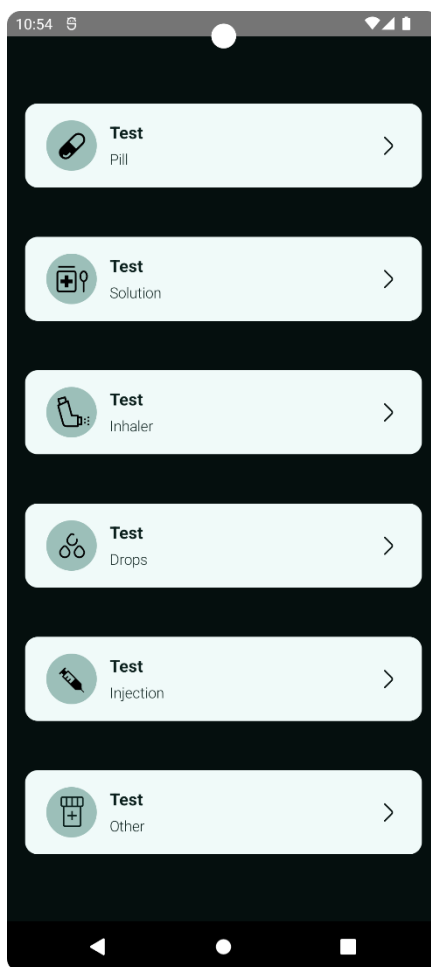 10:54
Test
Pill
Test
Solution
Test
Inhaler
Test
Drops
Test
Injection
Test
Other